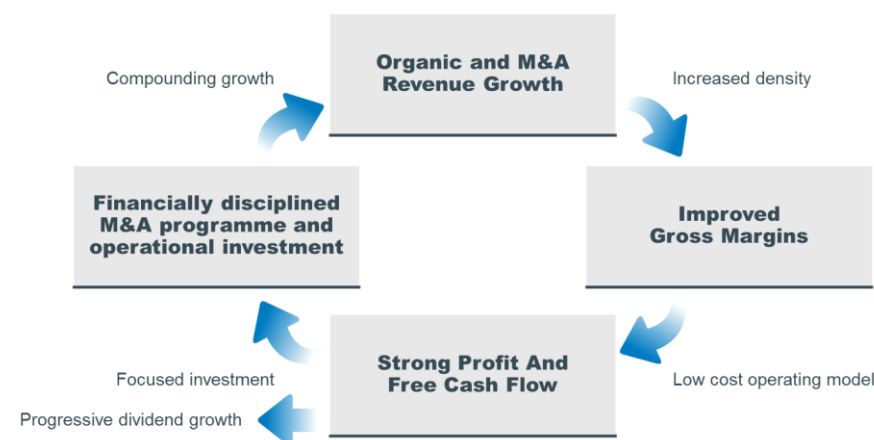 Organic and M&A
Revenue Growth
Compounding growth
Increased density
Financially disciplined
M&A programme and
operational investment
Improved
Gross Margins
Strong Profit And
Free Cash Flow
Focused investment
Low cost operating model
Progressive dividend growth